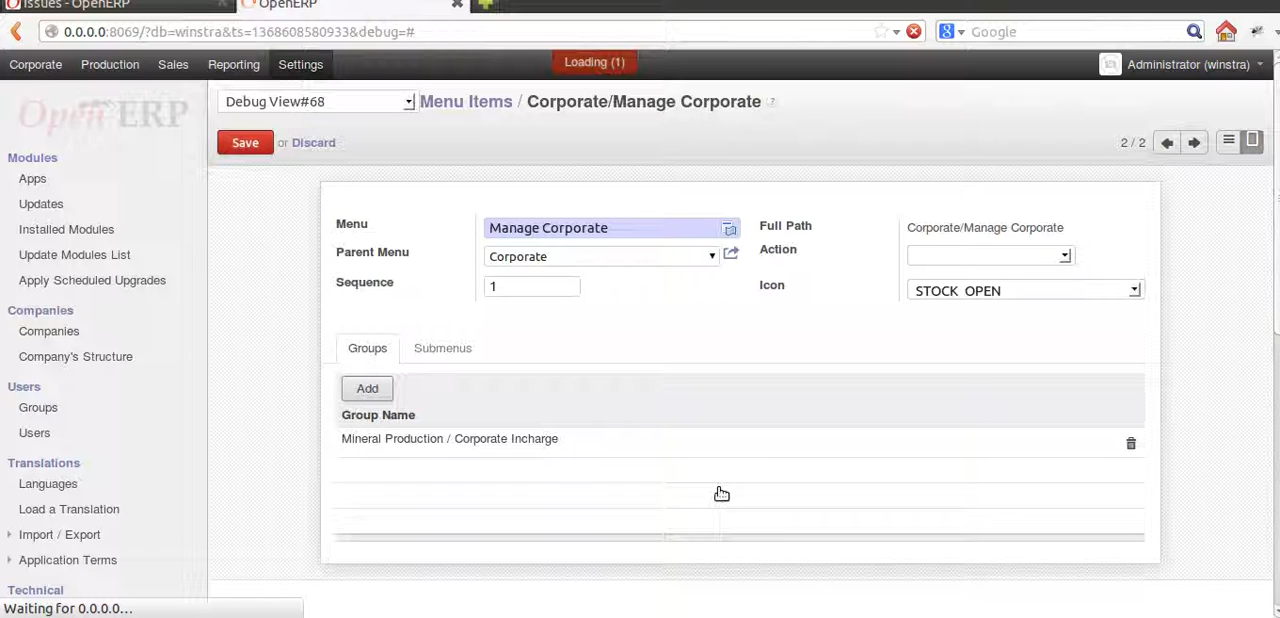 Issues - OpenERP
OpenERP
0.0.0.0:8069/?db=winstra&ts=1368608580933&debug=#
Google
Corporate Production Sales Reporting Settings
Loading (1)
Administrator (winstra)
OpenERP
Debug View#68
Menu Items / Corporate/Manage Corporate ?
Save or Discard
2 / 2
Modules
Apps
Updates
Installed Modules
Update Modules List
Apply Scheduled Upgrades
Companies
Companies
Company's Structure
Users
Groups
Users
Translations
Languages
Load a Translation
Import / Export
Application Terms
Technical
Waiting for 0.0.0.0...
Menu
Manage Corporate
Parent Menu
Corporate
Sequence
1
Full Path
Corporate/Manage Corporate
Action
Icon
STOCK_OPEN
Groups
Submenus
Add
Group Name
Mineral Production / Corporate Incharge